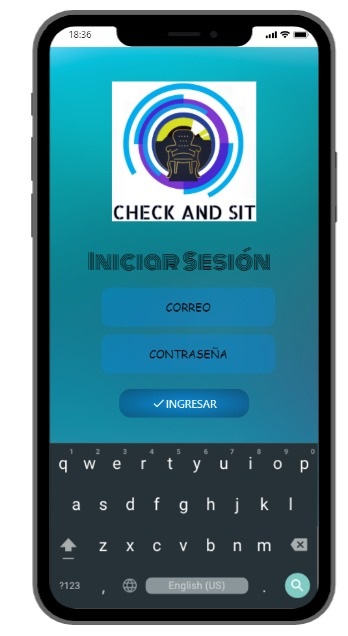 18:36
CHECK AND SIT
INICIAR SESIÓN
CORREO
CONTRASEÑA
INGRESAR
1 2 3 4 5 6 7 8 9 0
q w e r t y u i o p
a s d f g h j k l
z x c v b n m
?123 , English (US) .